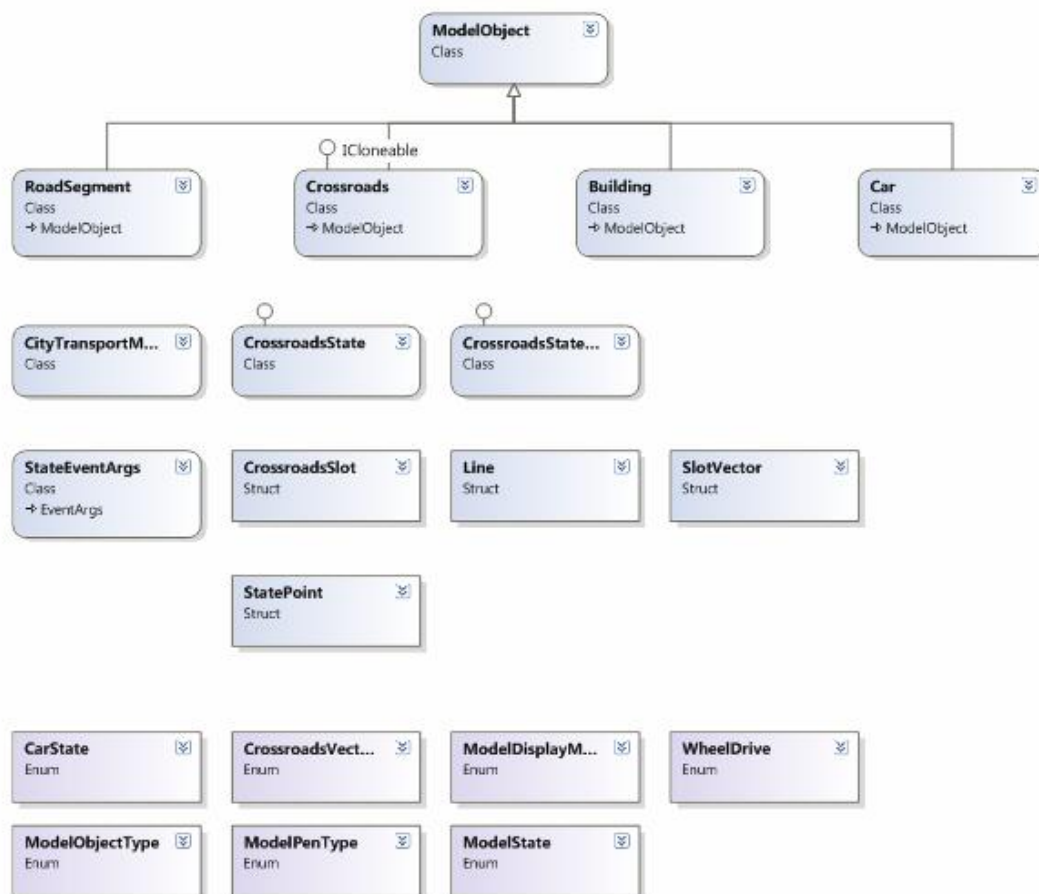 ModelObject
Class
ICloneable
RoadSegment
Class
ModelObject
Crossroads
Class
ModelObject
Building
Class
ModelObject
Car
Class
ModelObject
CityTransportM...
Class
CrossroadsState
Class
CrossroadsState...
Class
StateEventArgs
Class
EventArgs
CrossroadsSlot
Struct
Line
Struct
SlotVector
Struct
StatePoint
Struct
CarState
Enum
CrossroadsVect...
Enum
ModelDisplayM...
Enum
WheelDrive
Enum
ModelObjectType
Enum
ModelPenType
Enum
ModelState
Enum